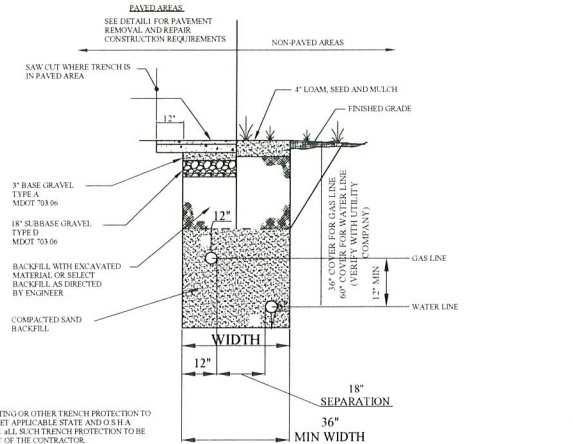 PAVED AREAS
SEE DETAIL1 FOR PAVEMENT
REMOVAL AND REPAIR
CONSTRUCTION REQUIREMENTS
NON-PAVED AREAS
SAW CUT WHERE TRENCH IS
IN PAVED AREA
4" LOAM, SEED AND MULCH
FINISHED GRADE
12"
3" BASE GRAVEL
TYPE A
MDOT 703 06
18" SUBBASE GRAVEL
TYPE D
MDOT 703 06
12"
36" COVER FOR GAS LINE
60" COVER FOR WATER LINE
(VERIFY WITH UTILITY
COMPANY)
12" MIN
GAS LINE
BACKFILL WITH EXCAVATED
MATERIAL OR SELECT
BACKFILL AS DIRECTED
BY ENGINEER
6"
WATER LINE
COMPACTED SAND
BACKFILL
WIDTH
12"
18"
SEPARATION
36"
MIN WIDTH
TING OR OTHER TRENCH PROTECTION TO
ET APPLICABLE STATE AND O.S.H.A
ALL SUCH TRENCH PROTECTION TO BE
Y OF THE CONTRACTOR.